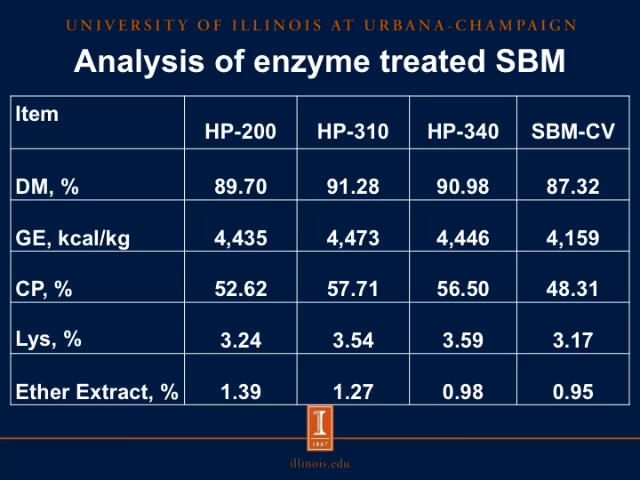 UNIVERSITY OF ILLINOIS AT URBANA-CHAMPAIGN
Analysis of enzyme treated SBM
Item HP-200 HP-310 HP-340 SBM-CV
DM, % 89.70 91.28 90.98 87.32
GE, kcal/kg 4,435 4,473 4,446 4,159
CP, % 52.62 57.71 56.50 48.31
Lys, % 3.24 3.54 3.59 3.17
Ether Extract, % 1.39 1.27 0.98 0.95
I
1867
illinois.edu